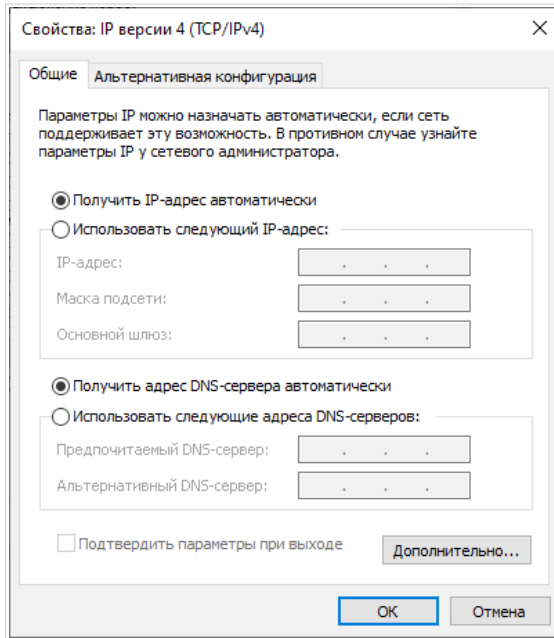 Свойства: IP версии 4 (TCP/IPv4)
Общие
Альтернативная конфигурация
Параметры IP можно назначать автоматически, если сеть
поддерживает эту возможность. В противном случае узнайте
параметры IP у сетевого администратора.
Получить IP-адрес автоматически
Использовать следующий IP-адрес:
IP-адрес:
Маска подсети:
Основной шлюз:
Получить адрес DNS-сервера автоматически
Использовать следующие адреса DNS-серверов:
Предпочитаемый DNS-сервер:
Альтернативный DNS-сервер:
Подтвердить параметры при выходе
Дополнительно...
ОК
Отмена